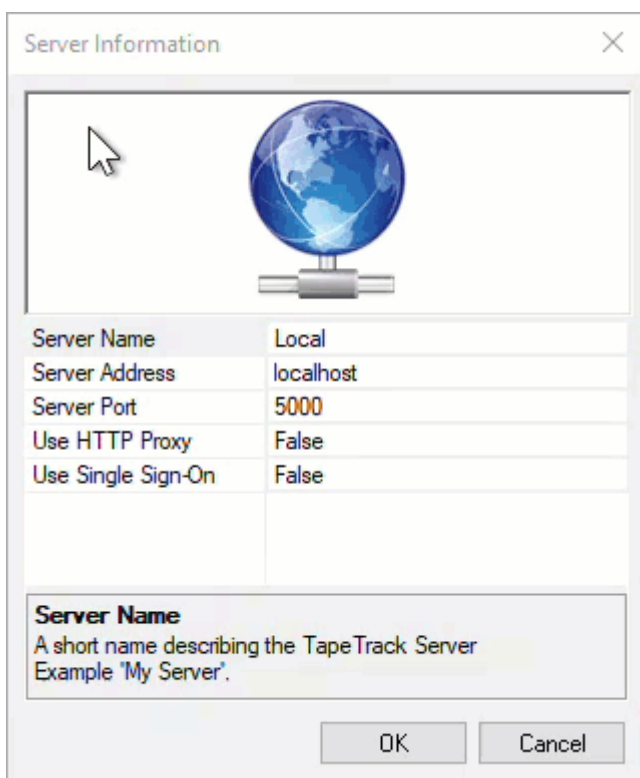 Server Information
Server Name Local
Server Address localhost
Server Port 5000
Use HTTP Proxy False
Use Single Sign-On False
Server Name
A short name describing the TapeTrack Server
Example 'My Server'.
OK Cancel